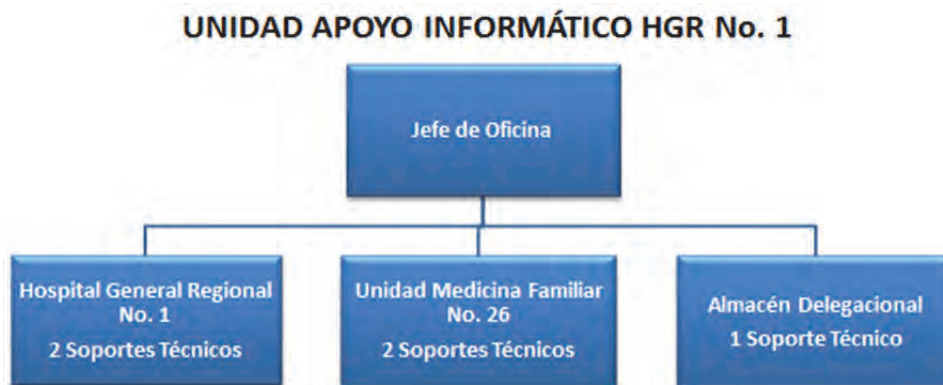 UNIDAD APOYO INFORMÁTICO HGR No. 1
Jefe de Oficina
Hospital General Regional
No. 1
2 Soportes Técnicos
Unidad Medicina Familiar
No. 26
2 Soportes Técnicos
Almacén Delegacional
1 Soporte Técnico